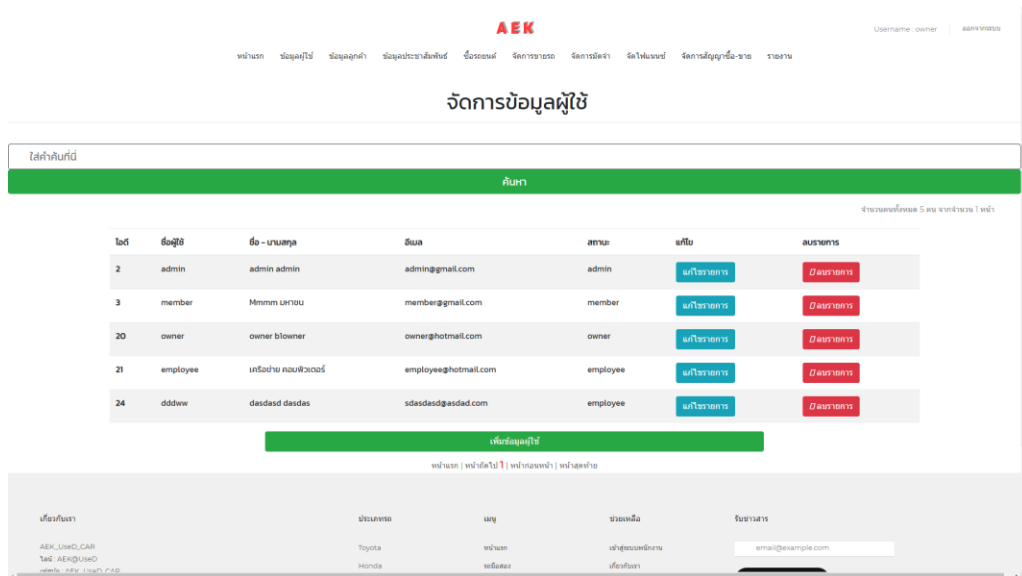 AEK
Username : owner ออกจากระบบ
หน้าแรก ข้อมูลผู้ใช้ ข้อมูลลูกค้า ข้อมูลประชาสัมพันธ์ ซื้อรถยนต์ จัดการขายรถ จัดการมัดจำ จัดไฟแนนซ์ จัดการสัญญาซื้อ-ขาย รายงาน
จัดการข้อมูลผู้ใช้
ใส่คำค้นที่นี่
ค้นหา
จำนวนคนทั้งหมด 5 คน จากจำนวน 1 หน้า
ไอดี ชื่อผู้ใช้ ชื่อ - นามสกุล อีเมล สถานะ แก้ไข ลบรายการ
2 admin admin admin admin@gmail.com admin แก้ไขรายการ ลบรายการ
3 member Mmmm มหาชน member@gmail.com member แก้ไขรายการ ลบรายการ
20 owner owner blowner owner@hotmail.com owner แก้ไขรายการ ลบรายการ
21 employee เครือข่าย คอมพิวเตอร์ employee@hotmail.com employee แก้ไขรายการ ลบรายการ
24 dddww dasdasd dasdas sdasdasd@asdad.com employee แก้ไขรายการ ลบรายการ
เพิ่มข้อมูลผู้ใช้
หน้าแรก | หน้าถัดไป 1 | หน้าก่อนหน้า | หน้าสุดท้าย
เกี่ยวกับเรา ประเภทรถ เมนู ช่วยเหลือ รับข่าวสาร
AEK_UseD_CAR Toyota หน้าแรก เข้าสู่ระบบพนักงาน email@example.com
ไลน์ : AEK@UseD Honda รถมือสอง เกี่ยวกับเรา
AEK_UseD_CAR